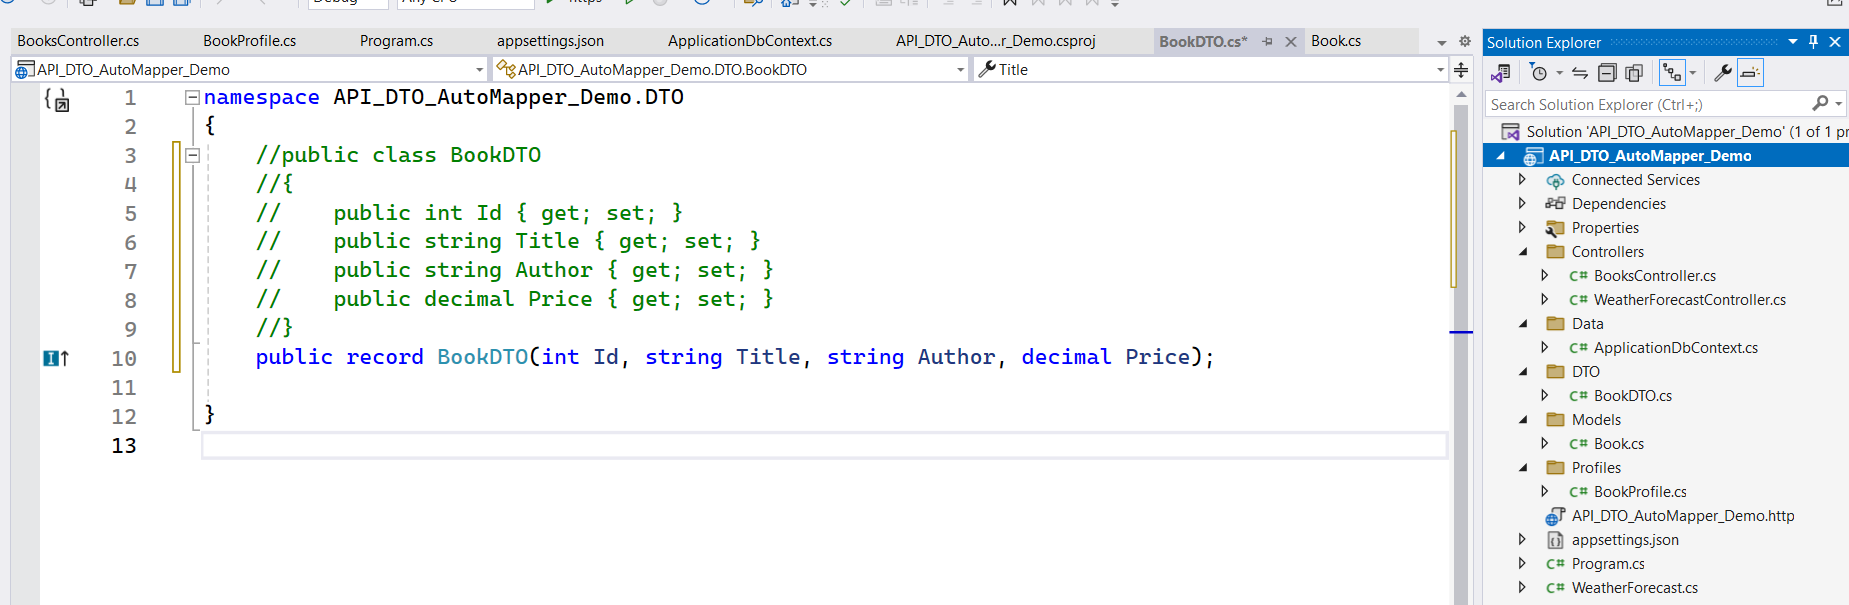 https
BooksController.cs
BookProfile.cs
Program.cs
appsettings.json
ApplicationDbContext.cs
API_DTO_Auto...r_Demo.csproj
BookDTO.cs*
Book.cs
API_DTO_AutoMapper_Demo
API_DTO_AutoMapper_Demo.DTO.BookDTO
Title
1 namespace API_DTO_AutoMapper_Demo.DTO
2 {
3 //public class BookDTO
4 //{
5 //    public int Id { get; set; }
6 //    public string Title { get; set; }
7 //    public string Author { get; set; }
8 //    public decimal Price { get; set; }
9 //}
10 public record BookDTO(int Id, string Title, string Author, decimal Price);
11
12 }
13
Solution Explorer
Search Solution Explorer (Ctrl+;)
Solution 'API_DTO_AutoMapper_Demo' (1 of 1 pr
API_DTO_AutoMapper_Demo
Connected Services
Dependencies
Properties
Controllers
C# BooksController.cs
C# WeatherForecastController.cs
Data
C# ApplicationDbContext.cs
DTO
C# BookDTO.cs
Models
C# Book.cs
Profiles
C# BookProfile.cs
API_DTO_AutoMapper_Demo.http
appsettings.json
C# Program.cs
C# WeatherForecast.cs